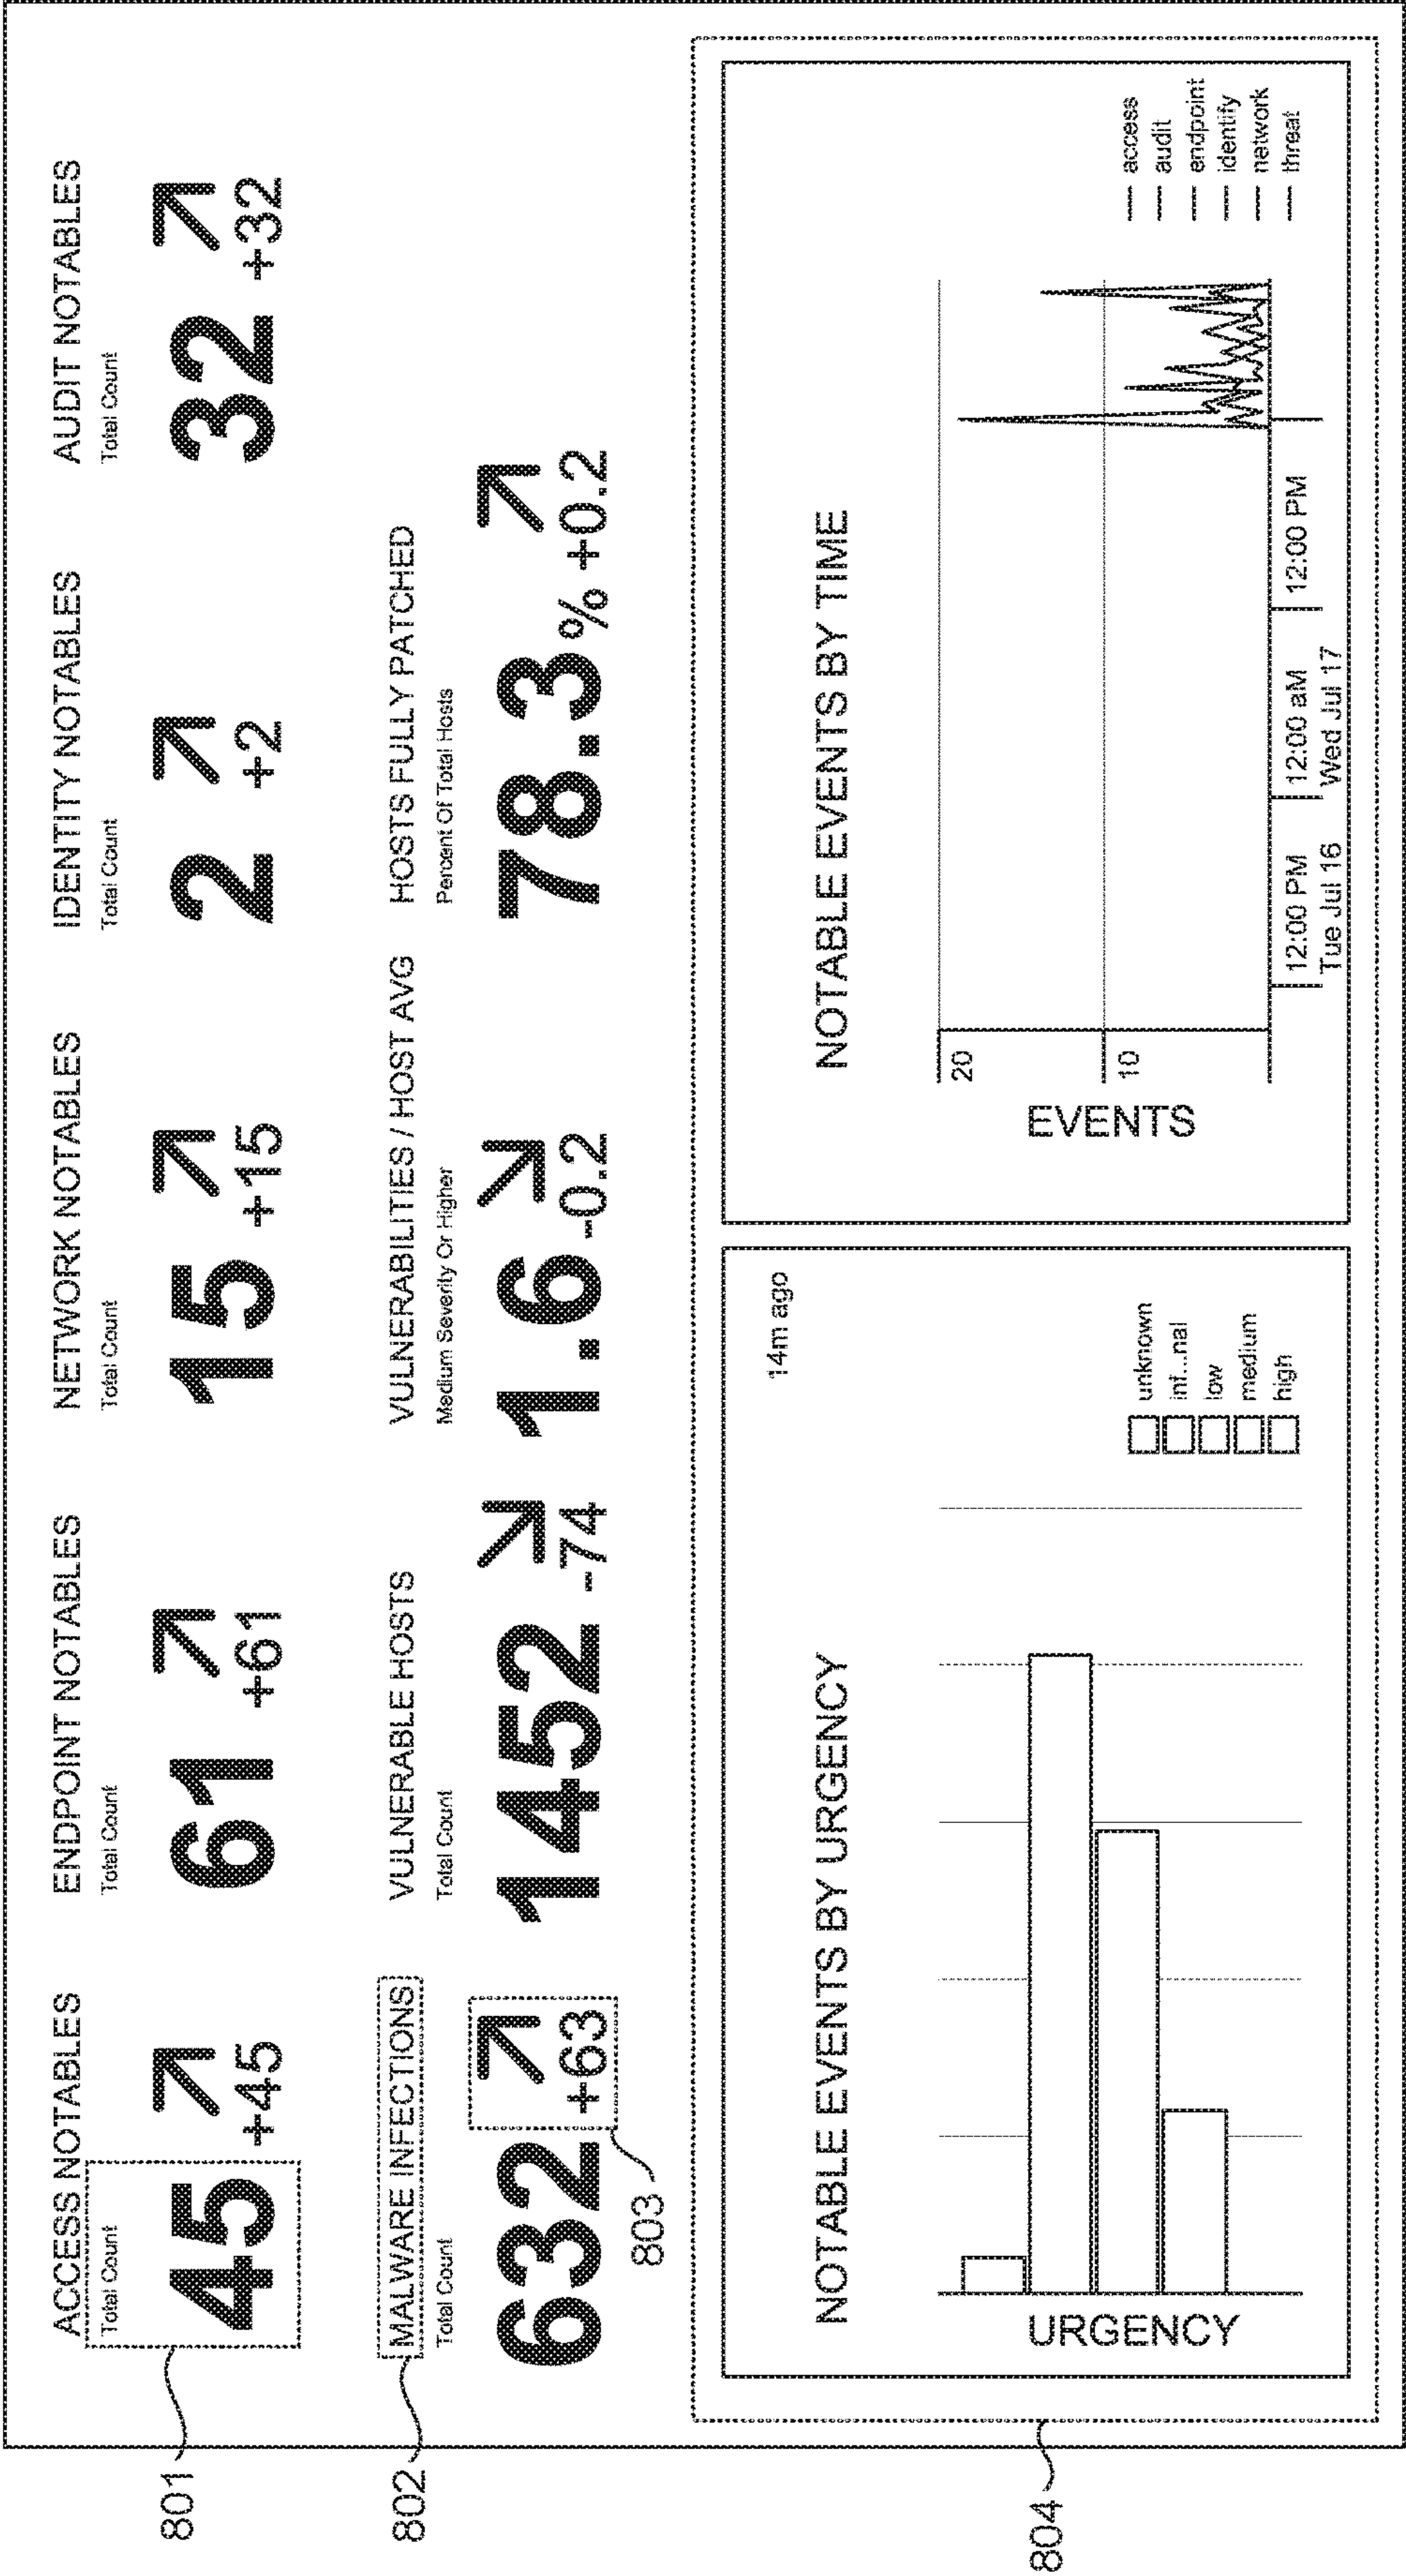 ACCESS NOTABLES
Total Count
45 +45
ENDPOINT NOTABLES
Total Count
61 +61
NETWORK NOTABLES
Total Count
15 +15
IDENTITY NOTABLES
Total Count
2 +2
AUDIT NOTABLES
Total Count
32 +32
801
MALWARE INFECTIONS
Total Count
632 +63
VULNERABLE HOSTS
Total Count
1452 -74
VULNERABILITIES / HOST AVG
Medium Severity Or Higher
1.6 -0.2
HOSTS FULLY PATCHED
Percent Of Total Hosts
78.3% +0.2
802
803
14m ago
NOTABLE EVENTS BY URGENCY
URGENCY
unknown
inf...nal
low
medium
high
NOTABLE EVENTS BY TIME
EVENTS
20
10
12:00 PM
Tue Jul 16
12:00 aM
Wed Jul 17
12:00 PM
access
audit
endpoint
identify
network
threat
804